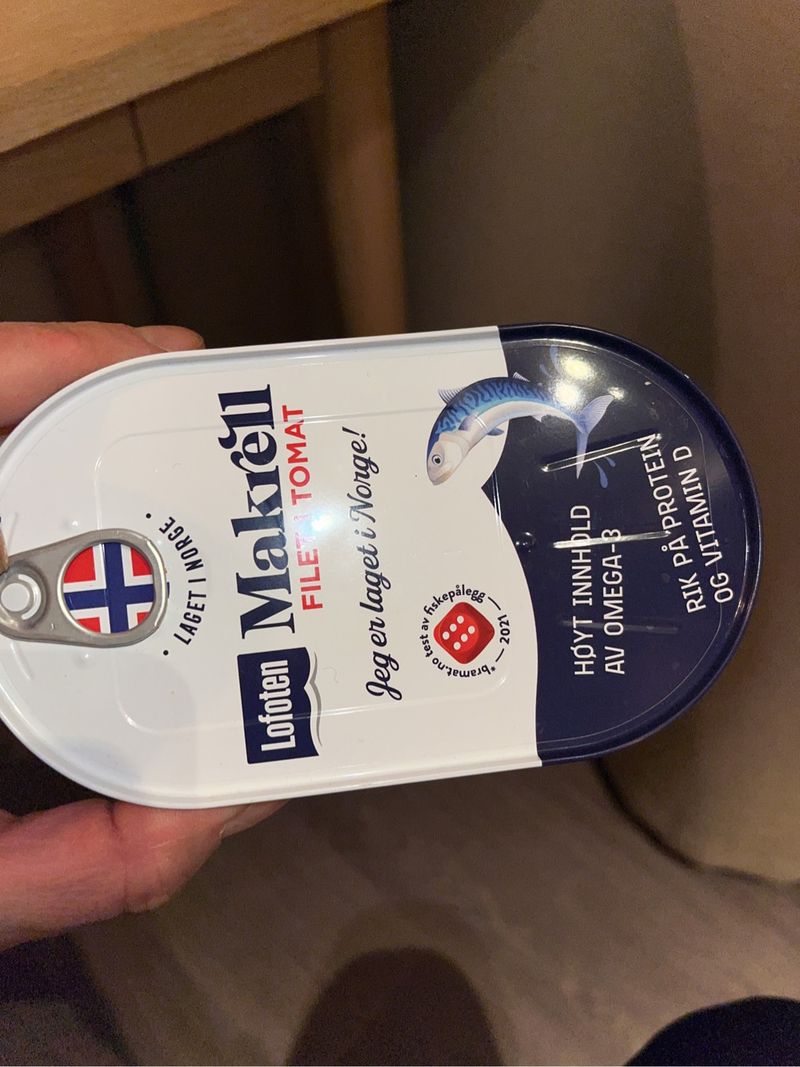 • LAGET I NORGE •
Lofoten
Makrell
FILET I TOMAT
Jeg er laget i Norge!
*bramat.no test av fiskepålegg — 2021 —
HØYT INNHOLD
AV OMEGA-3
RIK PÅ PROTEIN
OG VITAMIN D